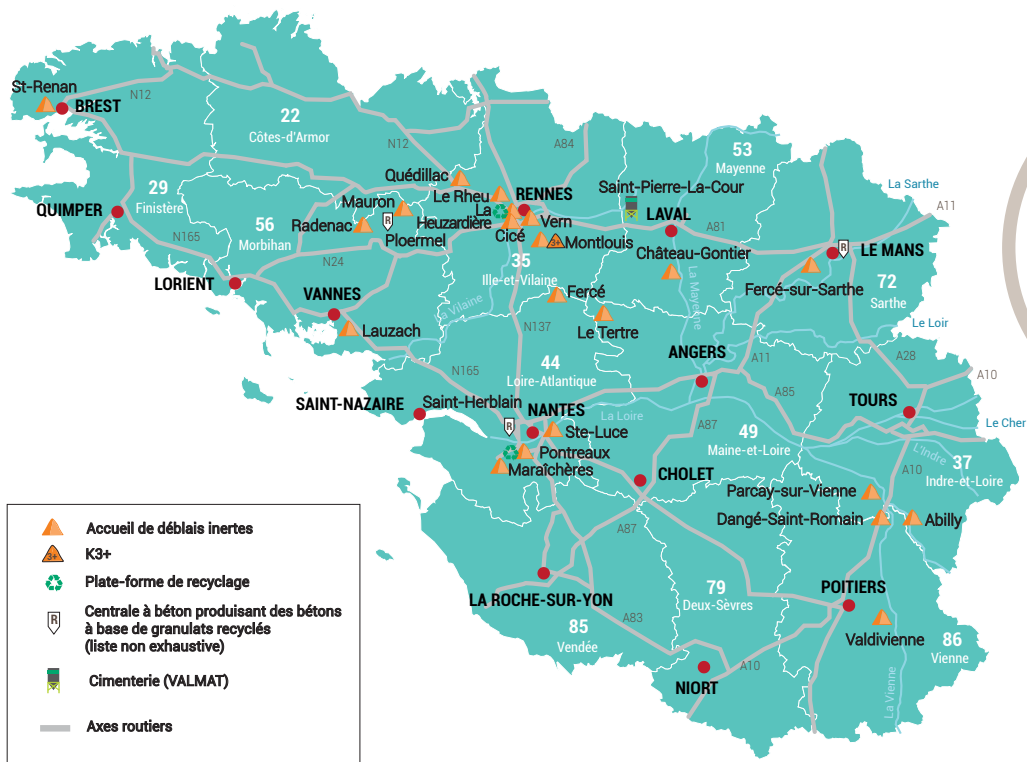 St-Renan
BREST
N12
22
Côtes-d'Armor
N12
A84
53
Mayenne
29
Finistère
QUIMPER
N165
56
Morbihan
Quédillac
Mauron
Radenac
Ploermel
Le Rheu
La
Heuzardière
RENNES
Vern
Cicé
3+
Montlouis
35
Ille-et-Vilaine
Saint-Pierre-La-Cour
LAVAL
A81
Château-Gontier
La Sarthe
A11
R
R
LE MANS
Fercé-sur-Sarthe
72
Sarthe
LORIENT
N24
VANNES
Lauzach
La Vilaine
Fercé
Le Tertre
La Mayenne
Le Loir
N137
44
Loire-Atlantique
ANGERS
A11
A85
A28
A10
N165
SAINT-NAZAIRE
Saint-Herblain
R
NANTES
Ste-Luce
La Loire
A87
49
Maine-et-Loire
TOURS
Le Cher
Pontreaux
Maraîchères
CHOLET
L'Indre
A10
37
Indre-et-Loire
Parcay-sur-Vienne
Dangé-Saint-Romain
Abilly
A87
LA ROCHE-SUR-YON
85
Vendée
A83
79
Deux-Sèvres
POITIERS
Valdivienne
86
Vienne
NIORT
A10
La Vienne
Accueil de déblais inertes
3+
K3+
Plate-forme de recyclage
R
Centrale à béton produisant des bétons
à base de granulats recyclés
(liste non exhaustive)
Cimenterie (VALMAT)
Axes routiers